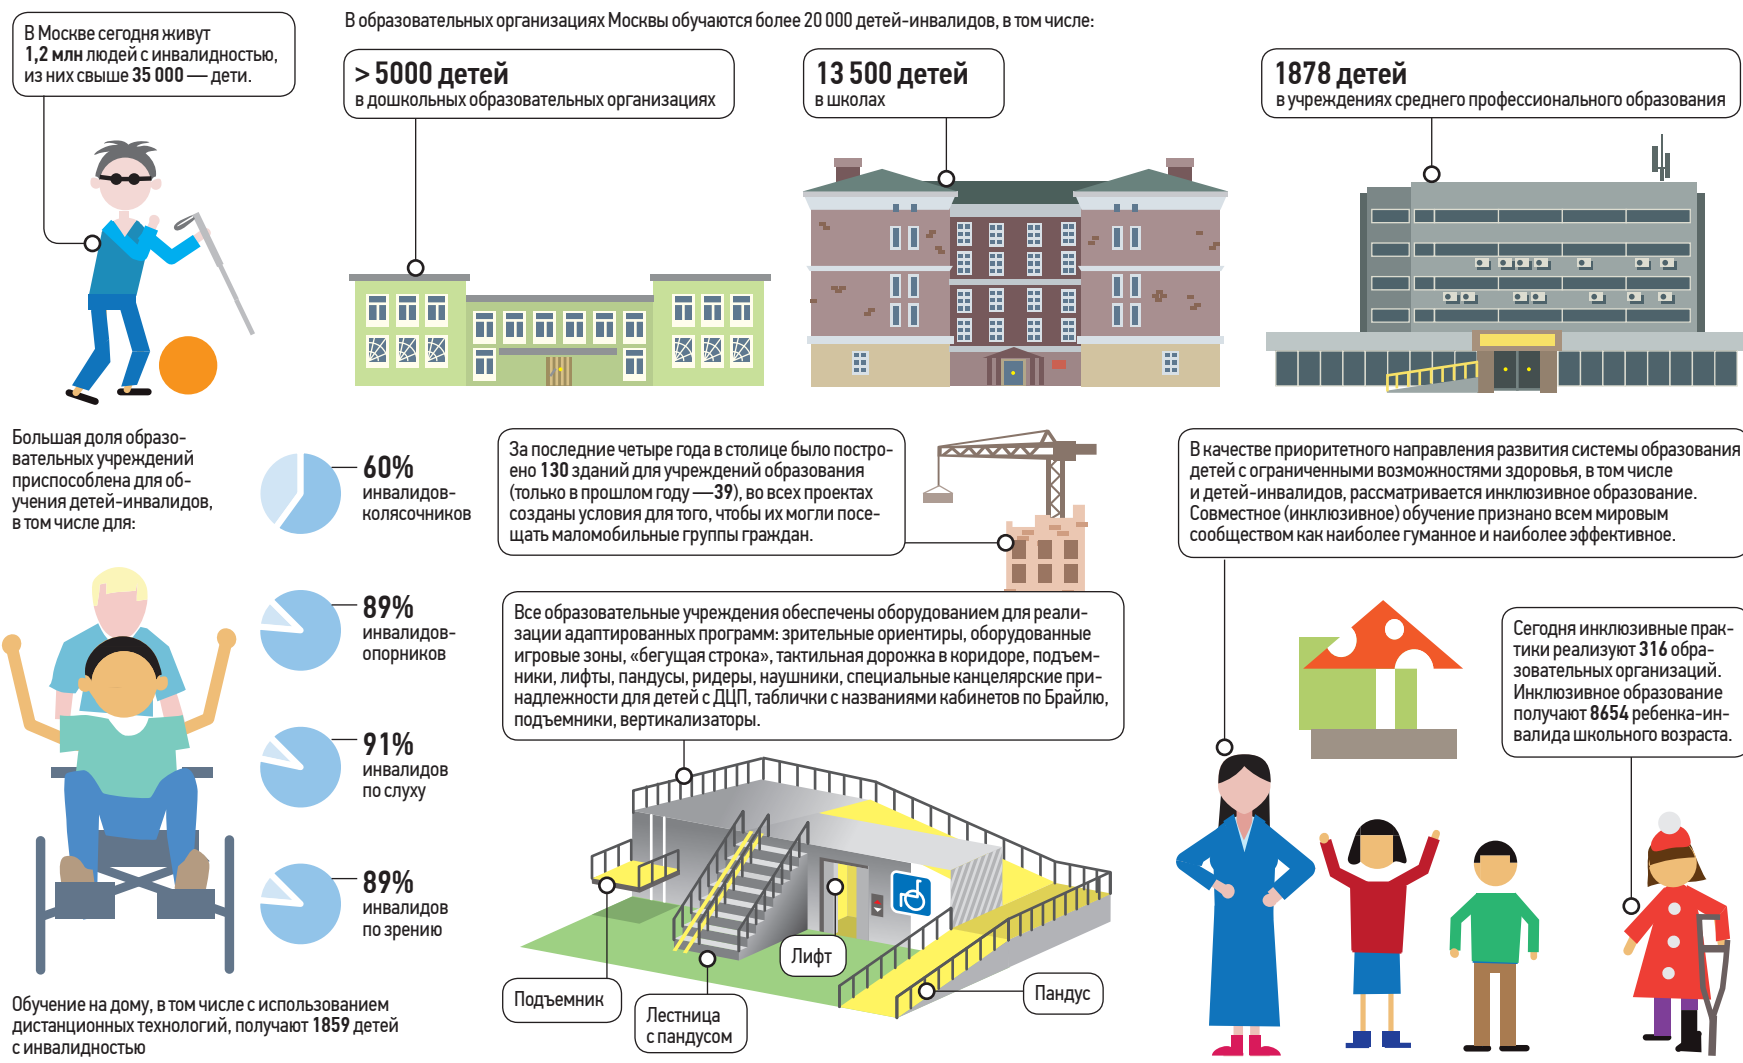 В Москве сегодня живут
1,2 млн людей с инвалидностью,
из них свыше 35 000 — дети.
В образовательных организациях Москвы обучаются более 20 000 детей-инвалидов, в том числе:
> 5000 детей
в дошкольных образовательных организациях
13 500 детей
в школах
1878 детей
в учреждениях среднего профессионального образования
Большая доля образо-
вательных учреждений
приспособлена для об-
учения детей-инвалидов,
в том числе для:
60%
инвалидов-
колясочников
89%
инвалидов-
опорников
91%
инвалидов
по слуху
89%
инвалидов
по зрению
Обучение на дому, в том числе с использованием
дистанционных технологий, получают 1859 детей
с инвалидностью
За последние четыре года в столице было постро-
ено 130 зданий для учреждений образования
(только в прошлом году —39), во всех проектах
созданы условия для того, чтобы их могли посе-
щать маломобильные группы граждан.
Все образовательные учреждения обеспечены оборудованием для реали-
зации адаптированных программ: зрительные ориентиры, оборудованные
игровые зоны, «бегущая строка», тактильная дорожка в коридоре, подъем-
ники, лифты, пандусы, ридеры, наушники, специальные канцелярские при-
надлежности для детей с ДЦП, таблички с названиями кабинетов по Брайлю,
подъемники, вертикализаторы.
Подъемник
Лестница
с пандусом
Лифт
Пандус
В качестве приоритетного направления развития системы образования
детей с ограниченными возможностями здоровья, в том числе
и детей-инвалидов, рассматривается инклюзивное образование.
Совместное (инклюзивное) обучение признано всем мировым
сообществом как наиболее гуманное и наиболее эффективное.
Сегодня инклюзивные прак-
тики реализуют 316 обра-
зовательных организаций.
Инклюзивное образование
получают 8654 ребенка-ин-
валида школьного возраста.